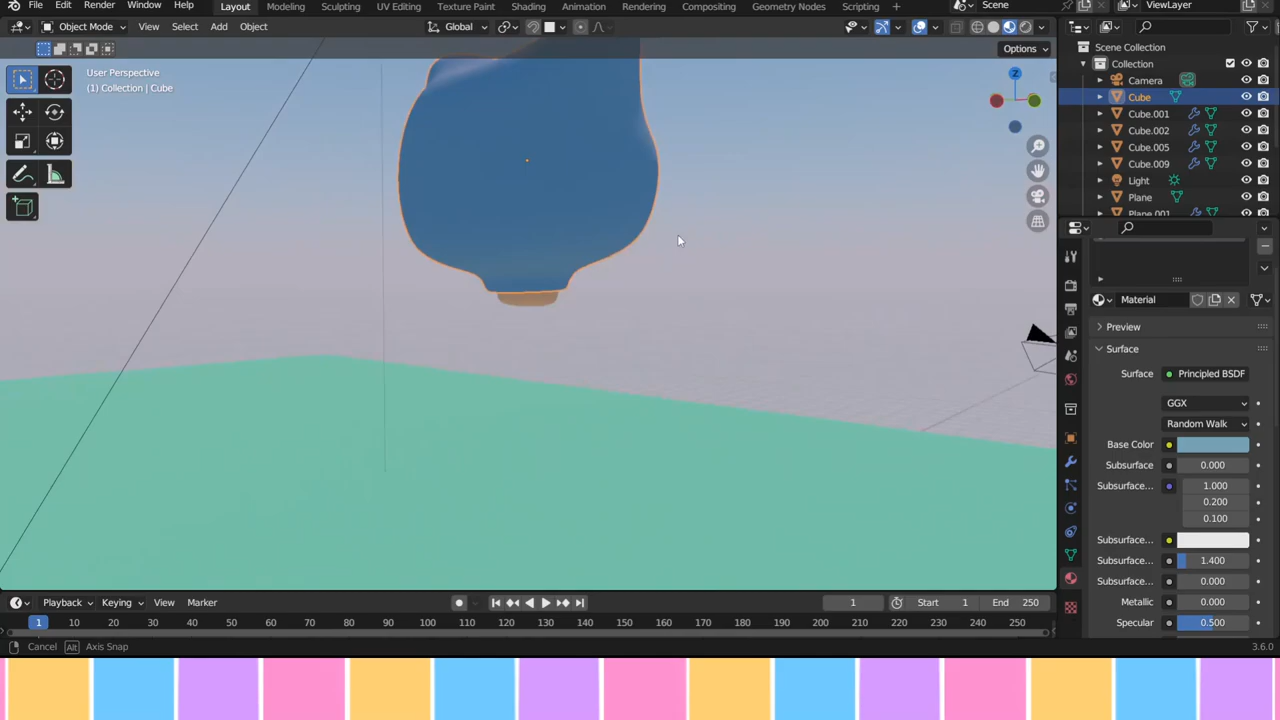 File Edit Render Window Help Layout Modeling Sculpting UV Editing Texture Paint Shading Animation Rendering Compositing Geometry Nodes Scripting + Scene ViewLayer
Object Mode View Select Add Object Global
Options
User Perspective
(1) Collection | Cube
Z
Scene Collection
Collection
Camera
Cube
Cube.001
Cube.002
Cube.005
Cube.009
Light
Plane
Plane.001
Material
Preview
Surface
Surface Principled BSDF
GGX
Random Walk
Base Color
Subsurface 0.000
Subsurface... 1.000
0.200
0.100
Subsurface...
Subsurface... 1.400
Subsurface... 0.000
Metallic 0.000
Specular 0.500
Playback Keying View Marker 1 Start 1 End 250
1 10 20 30 40 50 60 70 80 90 100 110 120 130 140 150 160 170 180 190 200 210 220 230 240 250
Cancel Alt Axis Snap 3.6.0